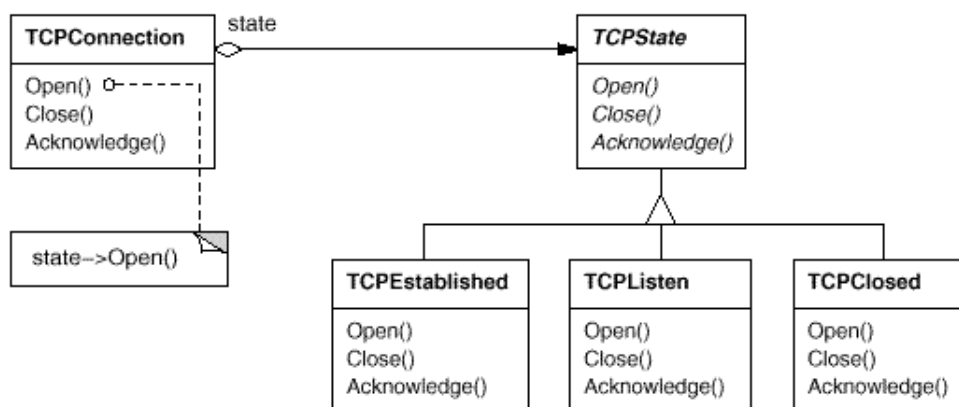 state
TCPConnection
Open()
Close()
Acknowledge()
state->Open()
TCPState
Open()
Close()
Acknowledge()
TCPEstablished
Open()
Close()
Acknowledge()
TCPListen
Open()
Close()
Acknowledge()
TCPClosed
Open()
Close()
Acknowledge()